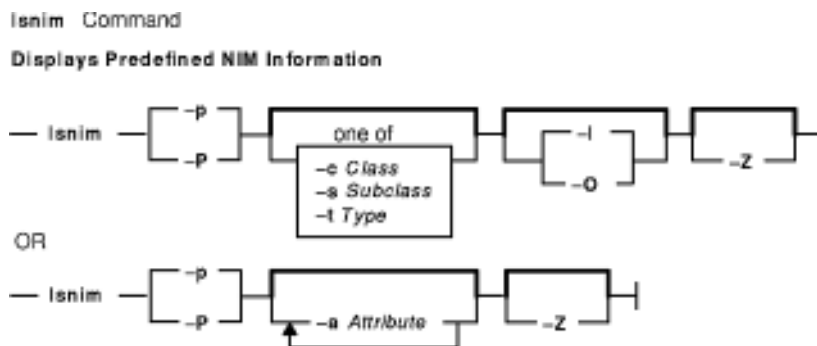 lsnim Command
Displays Predefined NIM Information
lsnim
-p
-P
one of
-c Class
-s Subclass
-t Type
-l
-O
-Z
OR
lsnim
-p
-P
-a Attribute
-Z